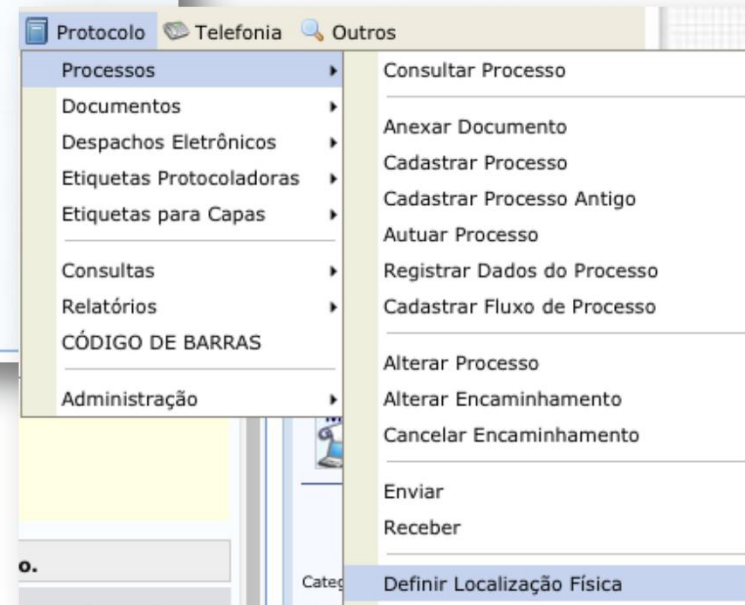 Protocolo Telefonia Outros
Processos
Documentos
Despachos Eletrônicos
Etiquetas Protocoladoras
Etiquetas para Capas
Consultas
Relatórios
CÓDIGO DE BARRAS
Administração
Consultar Processo
Anexar Documento
Cadastrar Processo
Cadastrar Processo Antigo
Autuar Processo
Registrar Dados do Processo
Cadastrar Fluxo de Processo
Alterar Processo
Alterar Encaminhamento
Cancelar Encaminhamento
Enviar
Receber
Definir Localização Física
o.
Categ